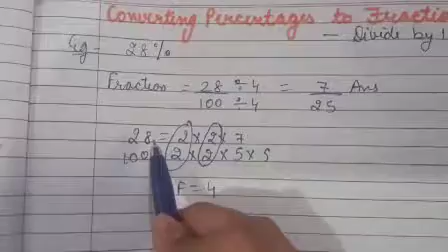 Converting Percentages to Fraction
Eg - 28% — Divide by 1
Fraction = 28 ÷ 4 / 100 ÷ 4 = 7 / 25 Ans
28 = 2 × 2 × 7
100 2 × 2 × 5 × 5
F = 4